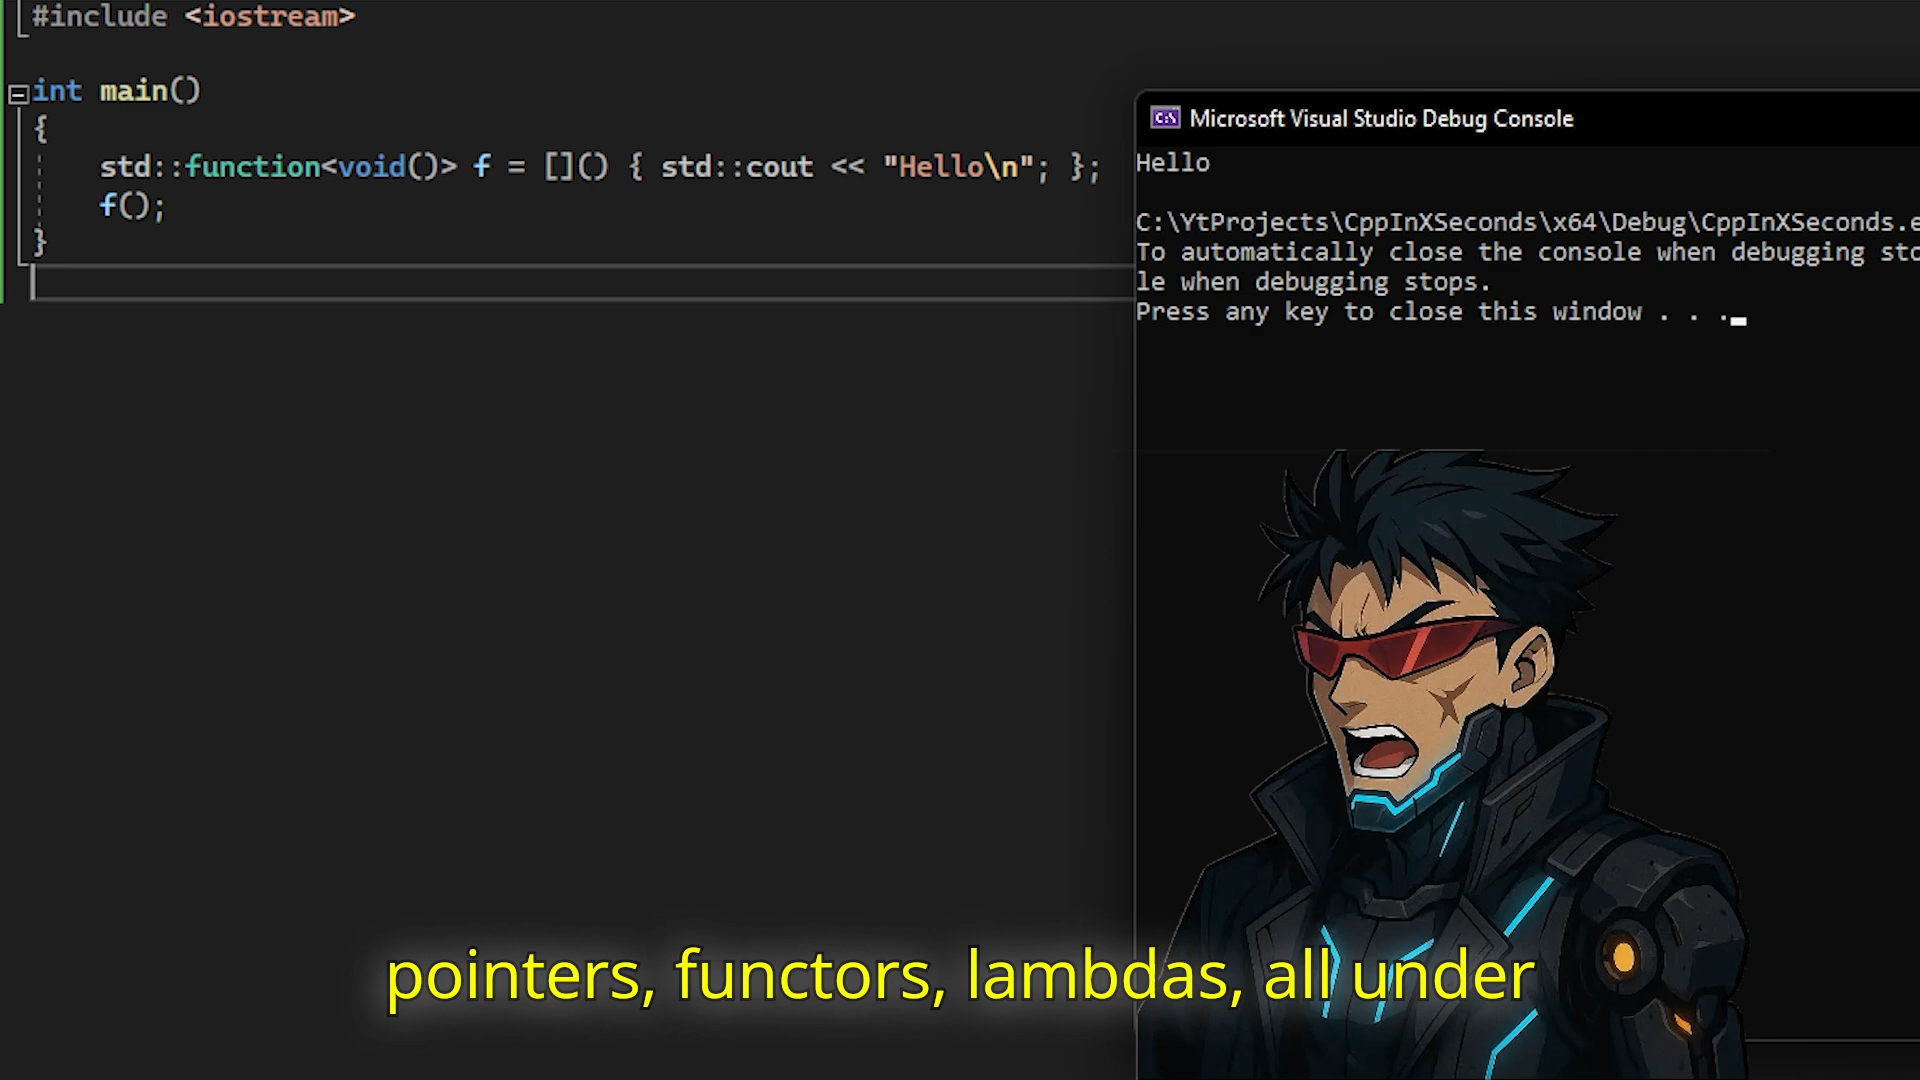 #include <iostream>
int main()
{
std::function<void()> f = []() { std::cout << "Hello\n"; };
f();
}
Microsoft Visual Studio Debug Console
Hello
C:\YtProjects\CppInXSeconds\x64\Debug\CppInXSeconds.e
To automatically close the console when debugging sto
le when debugging stops.
Press any key to close this window . . .
pointers, functors, lambdas, all under